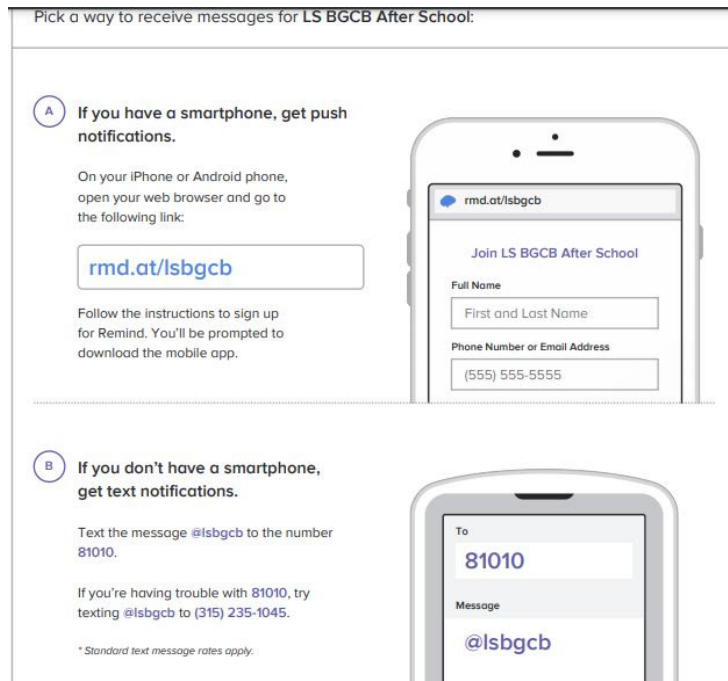 Pick a way to receive messages for LS BGCB After School:
A
If you have a smartphone, get push
notifications.
On your iPhone or Android phone,
open your web browser and go to
the following link:
rmd.at/lsbgcb
Follow the instructions to sign up
for Remind. You'll be prompted to
download the mobile app.
rmd.at/lsbgcb
Join LS BGCB After School
Full Name
First and Last Name
Phone Number or Email Address
(555) 555-5555
B
If you don't have a smartphone,
get text notifications.
Text the message @lsbgcb to the number
81010.
If you're having trouble with 81010, try
texting @lsbgcb to (315) 235-1045.
* Standard text message rates apply.
To
81010
Message
@lsbgcb